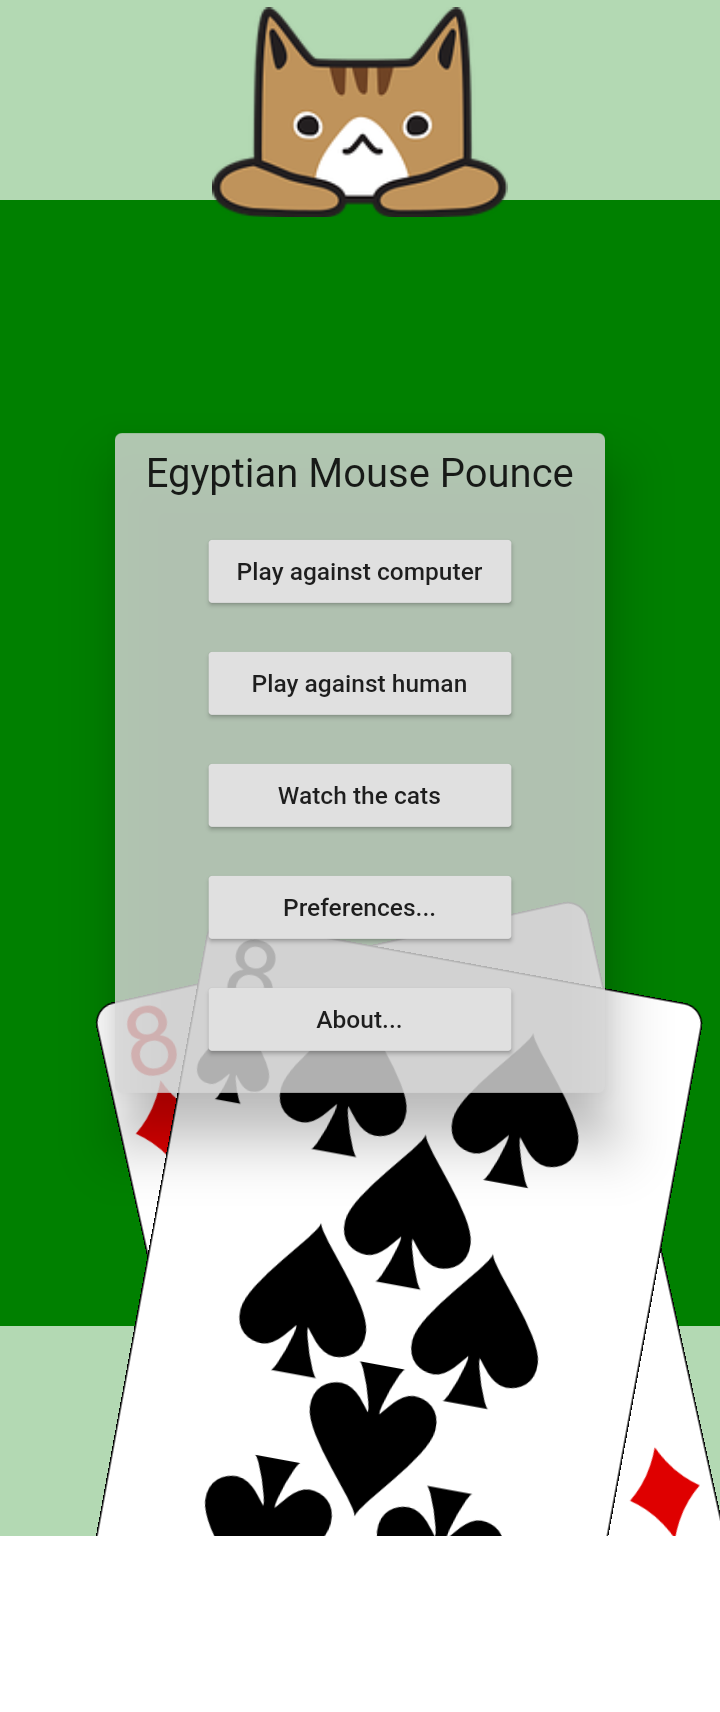 Egyptian Mouse Pounce
Play against computer
Play against human
Watch the cats
Preferences...
8
8
About...